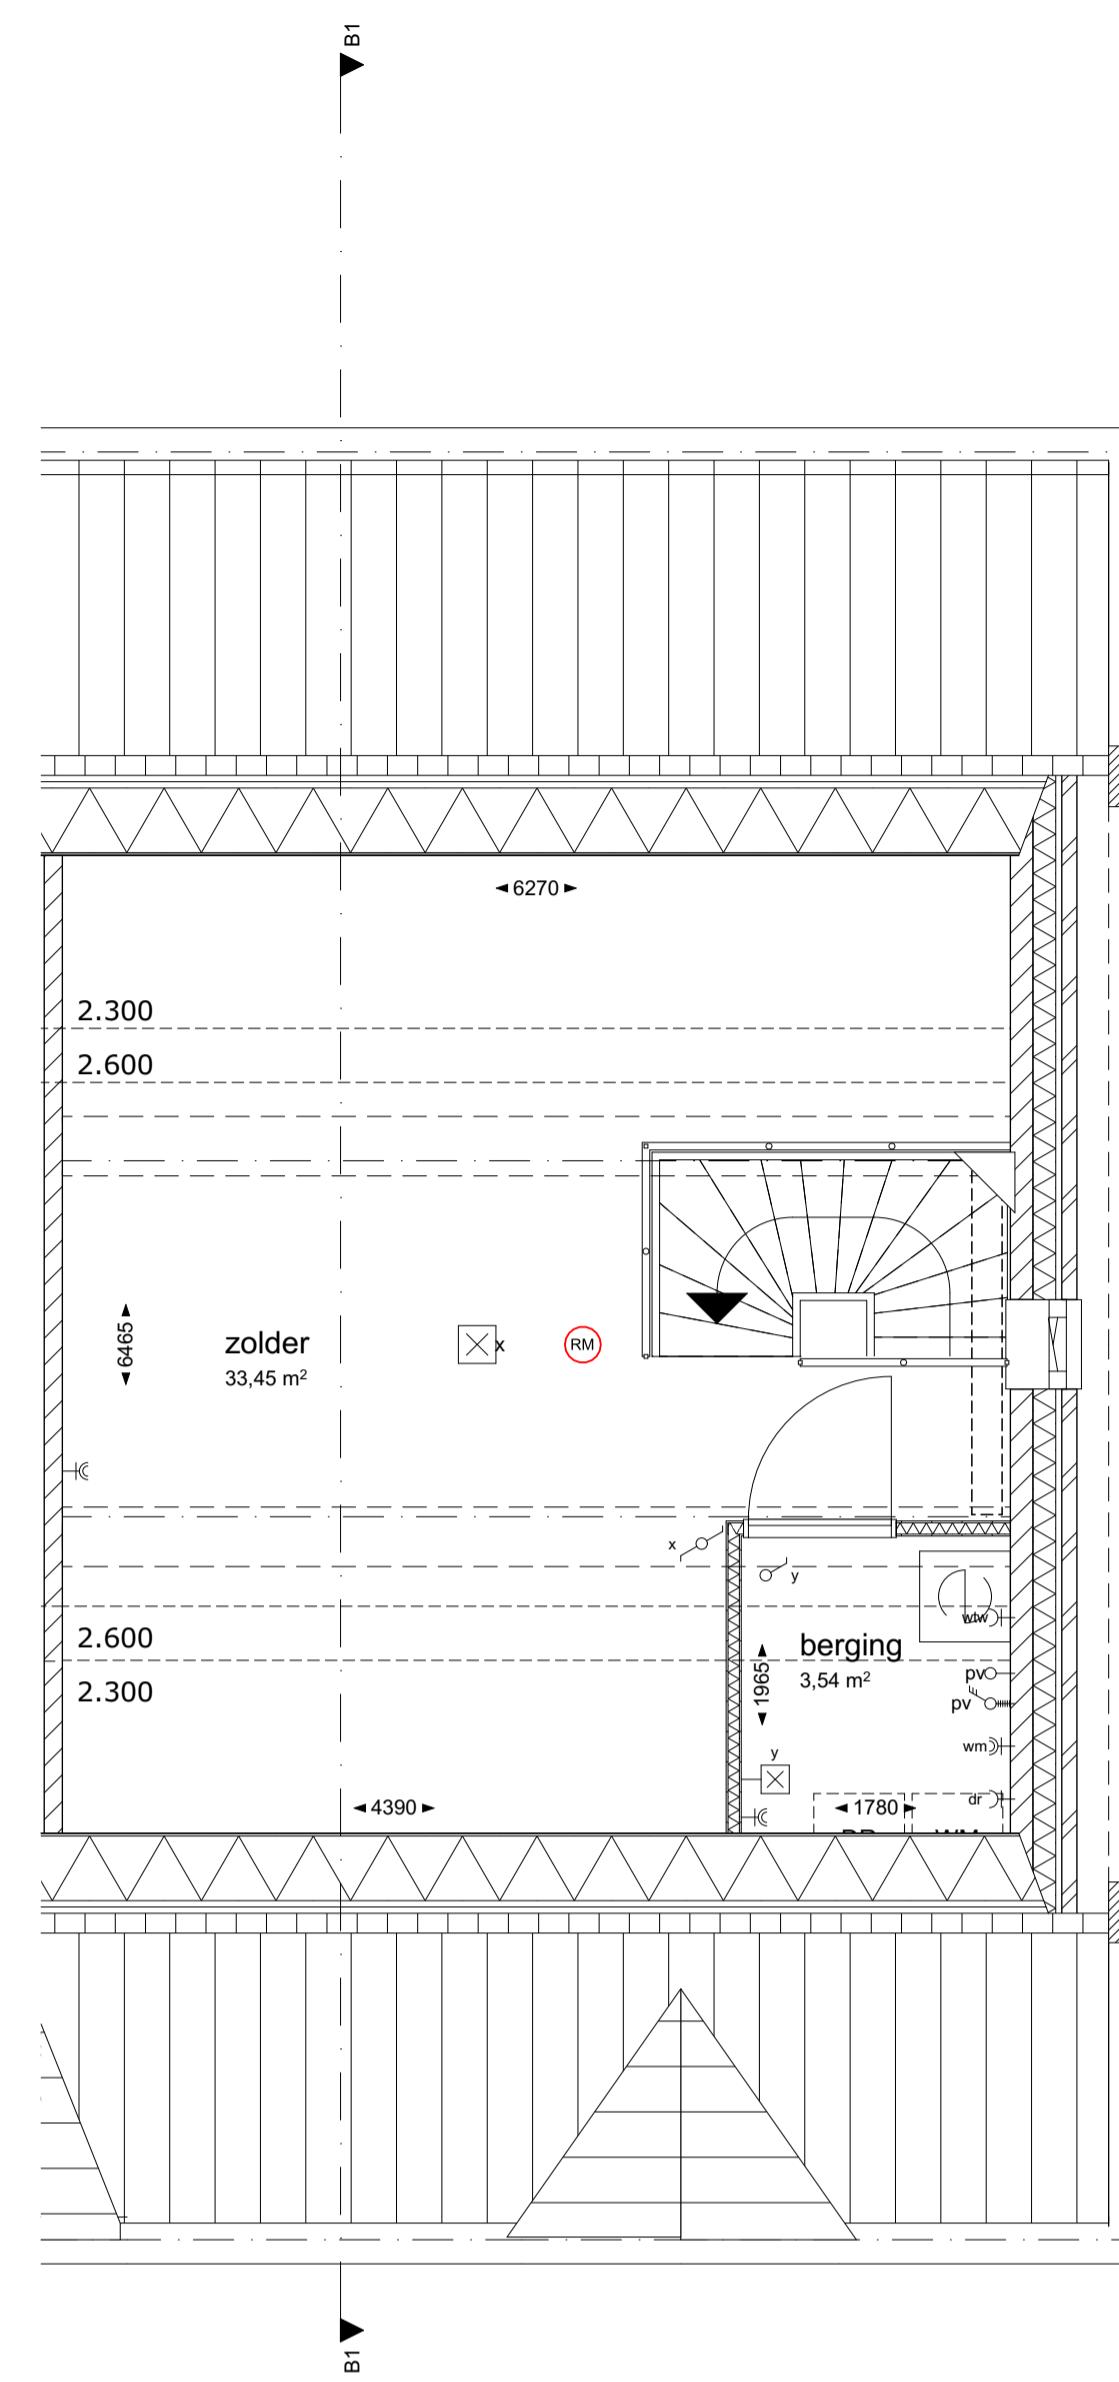 B1
6270
2.300
2.600
6465
zolder
33,45 m²
x
RM
x
y
wtw
2.600
berging
3,54 m²
1965
pv
2.300
pv
wm
y
dr
4390
1780
B1